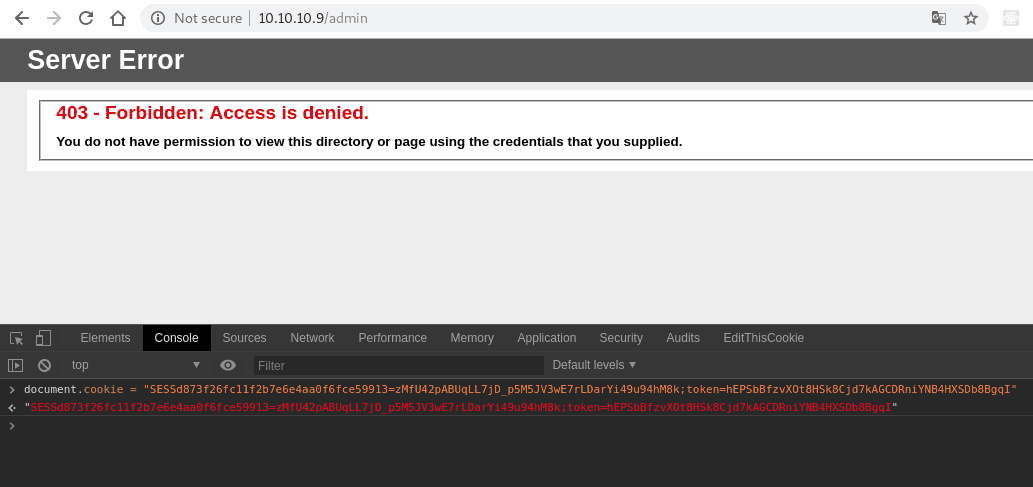 Not secure | 10.10.10.9/admin
Server Error
403 - Forbidden: Access is denied.
You do not have permission to view this directory or page using the credentials that you supplied.
Elements Console Sources Network Performance Memory Application Security Audits EditThisCookie
top Filter Default levels
document.cookie = "SESSd873f26fc11f2b7e6e4aa0f6fce59913=zMfU42pABUqLL7jD_p5M5JV3wE7rLDarYi49u94hM8k;token=hEPSbBfzvXOt8HSk8Cjd7kAGCDRniYNB4HXSDb8BgqI"
"SESSd873f26fc11f2b7e6e4aa0f6fce59913=zMfU42pABUqLL7jD_p5M5JV3wE7rLDarYi49u94hM8k;token=hEPSbBfzvXOt8HSk8Cjd7kAGCDRniYNB4HXSDb8BgqI"